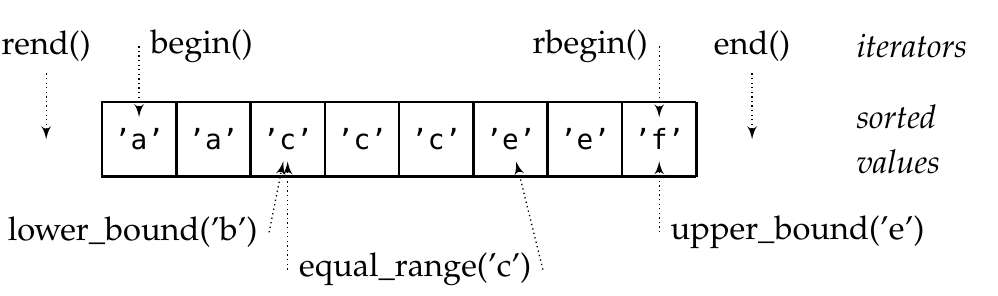 rend() begin() rbegin() end() iterators
'a' 'a' 'c' 'c' 'c' 'e' 'e' 'f' sorted
values
lower_bound('b') upper_bound('e')
equal_range('c')